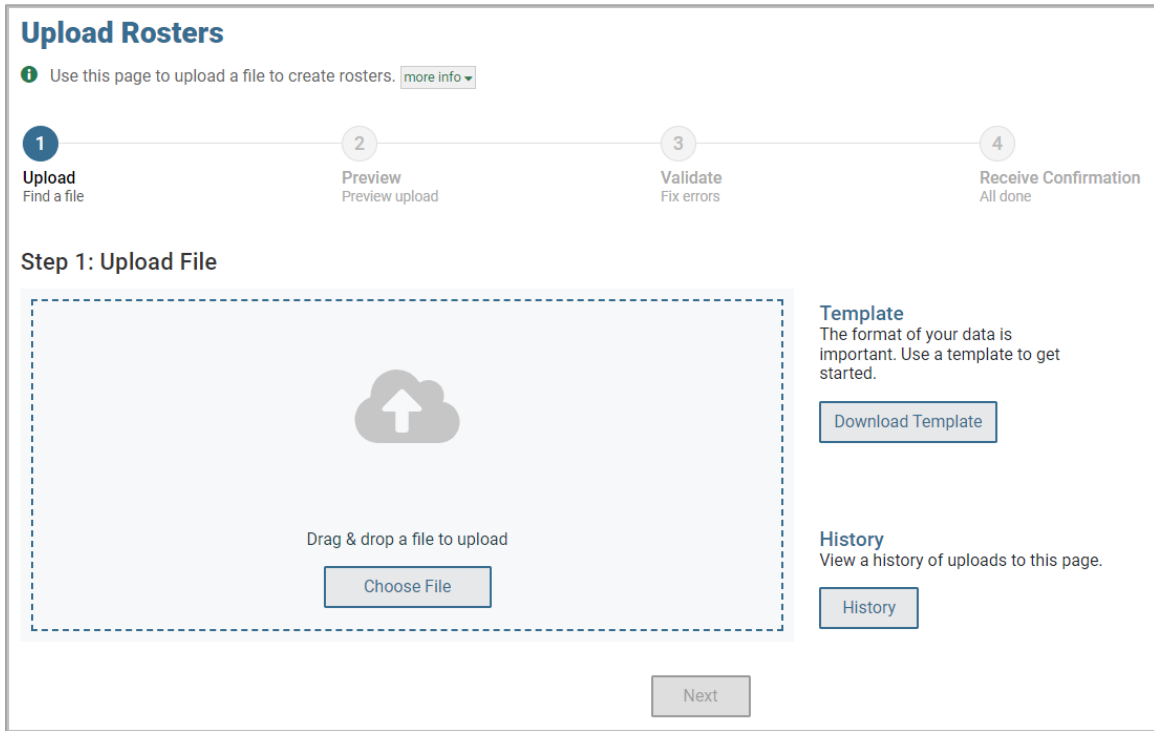 Upload Rosters
Use this page to upload a file to create rosters. more info
1
2
3
4
Upload
Preview
Validate
Receive Confirmation
Find a file
Preview upload
Fix errors
All done
Step 1: Upload File
Drag & drop a file to upload
Choose File
Template
The format of your data is
important. Use a template to get
started.
Download Template
History
View a history of uploads to this page.
History
Next